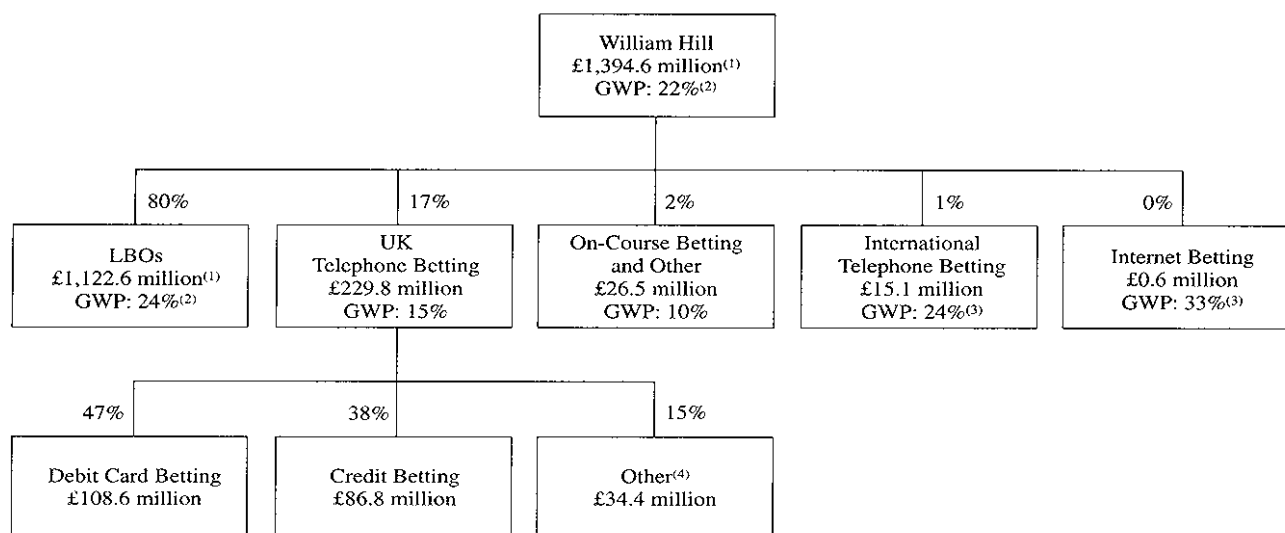 William Hill
£1,394.6 million(1)
GWP: 22%(2)
80%
17%
2%
1%
0%
LBOs
£1,122.6 million(1)
GWP: 24%(2)
UK
Telephone Betting
£229.8 million
GWP: 15%
On-Course Betting
and Other
£26.5 million
GWP: 10%
International
Telephone Betting
£15.1 million
GWP: 24%(3)
Internet Betting
£0.6 million
GWP: 33%(3)
47%
38%
15%
Debit Card Betting
£108.6 million
Credit Betting
£86.8 million
Other(4)
£34.4 million